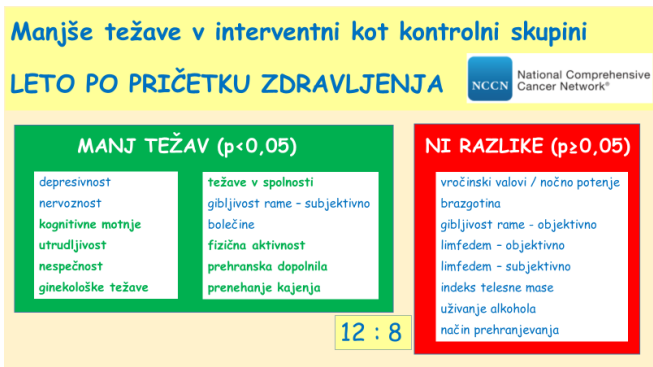 Manjše težave v interventni kot kontrolni skupini
LETO PO PRIČETKU ZDRAVLJENJA
NCCN
National Comprehensive
Cancer Network®
MANJ TEŽAV (p<0,05)
depresivnost
nervoznost
kognitivne motnje
utrudljivost
nespečnost
ginekološke težave
težave v spolnosti
gibljivost rame – subjektivno
bolečine
fizična aktivnost
prehranska dopolnila
prenehanje kajenja
NI RAZLIKE (p≥0,05)
vročinski valovi / nočno potenje
brazgotina
gibljivost rame - objektivno
limfedem – objektivno
limfedem – subjektivno
indeks telesne mase
uživanje alkohola
način prehranjevanja
12 : 8